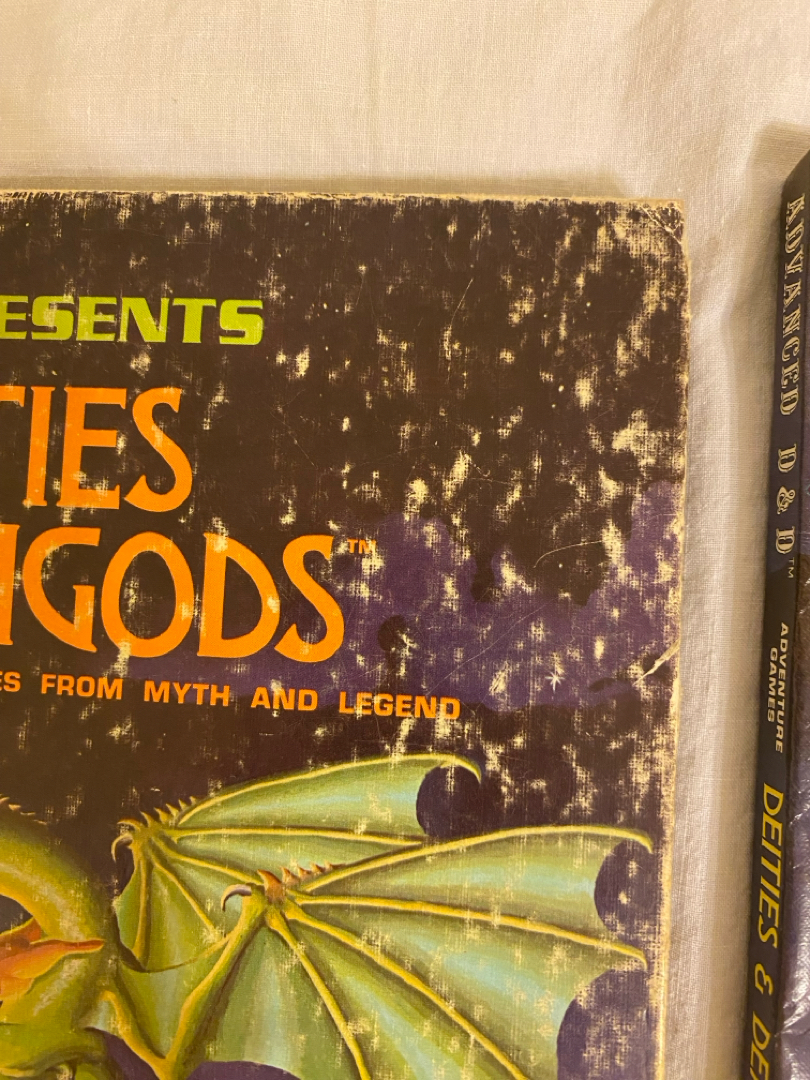 ESENTS
TIES
IGODS™
ES FROM MYTH AND LEGEND
ADVANCED D&D™
ADVENTURE
GAMES
DEITIES & DE